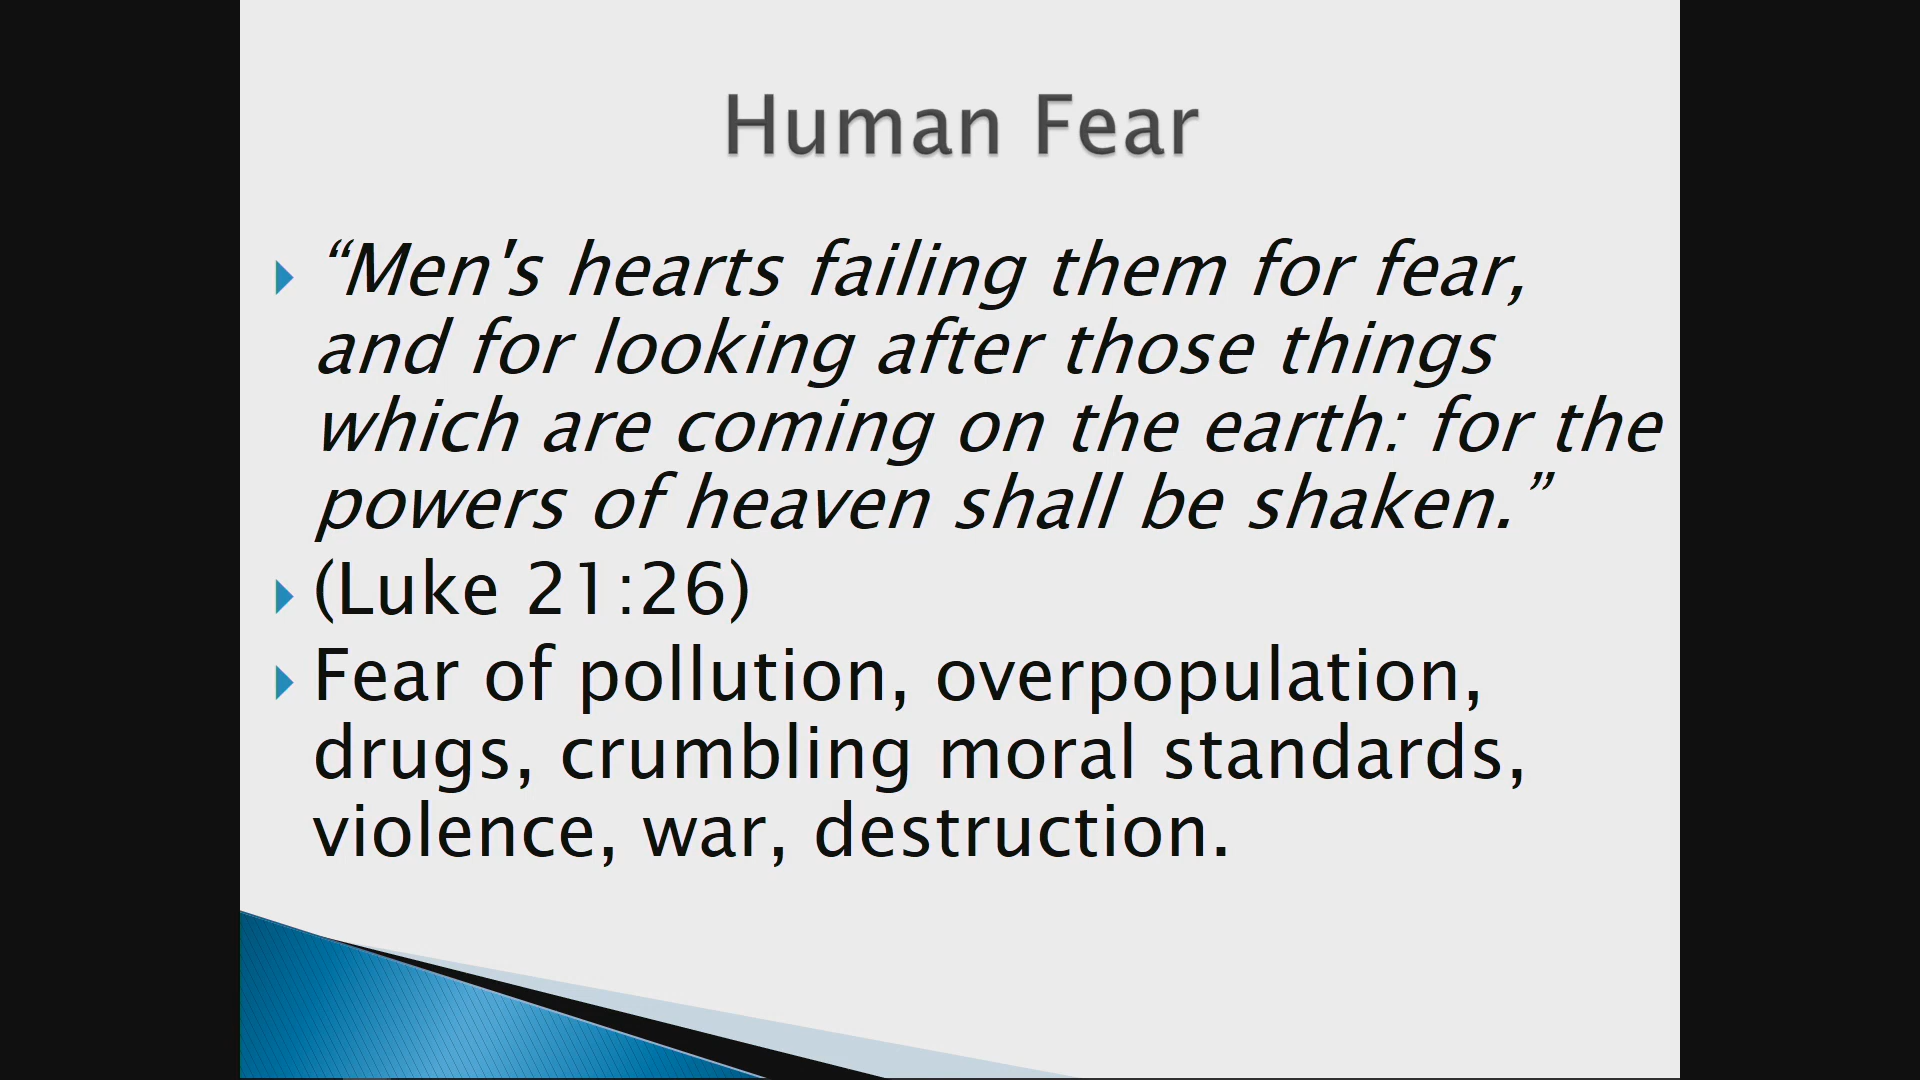 Human Fear
“Men's hearts failing them for fear,
and for looking after those things
which are coming on the earth: for the
powers of heaven shall be shaken.”
(Luke 21:26)
Fear of pollution, overpopulation,
drugs, crumbling moral standards,
violence, war, destruction.